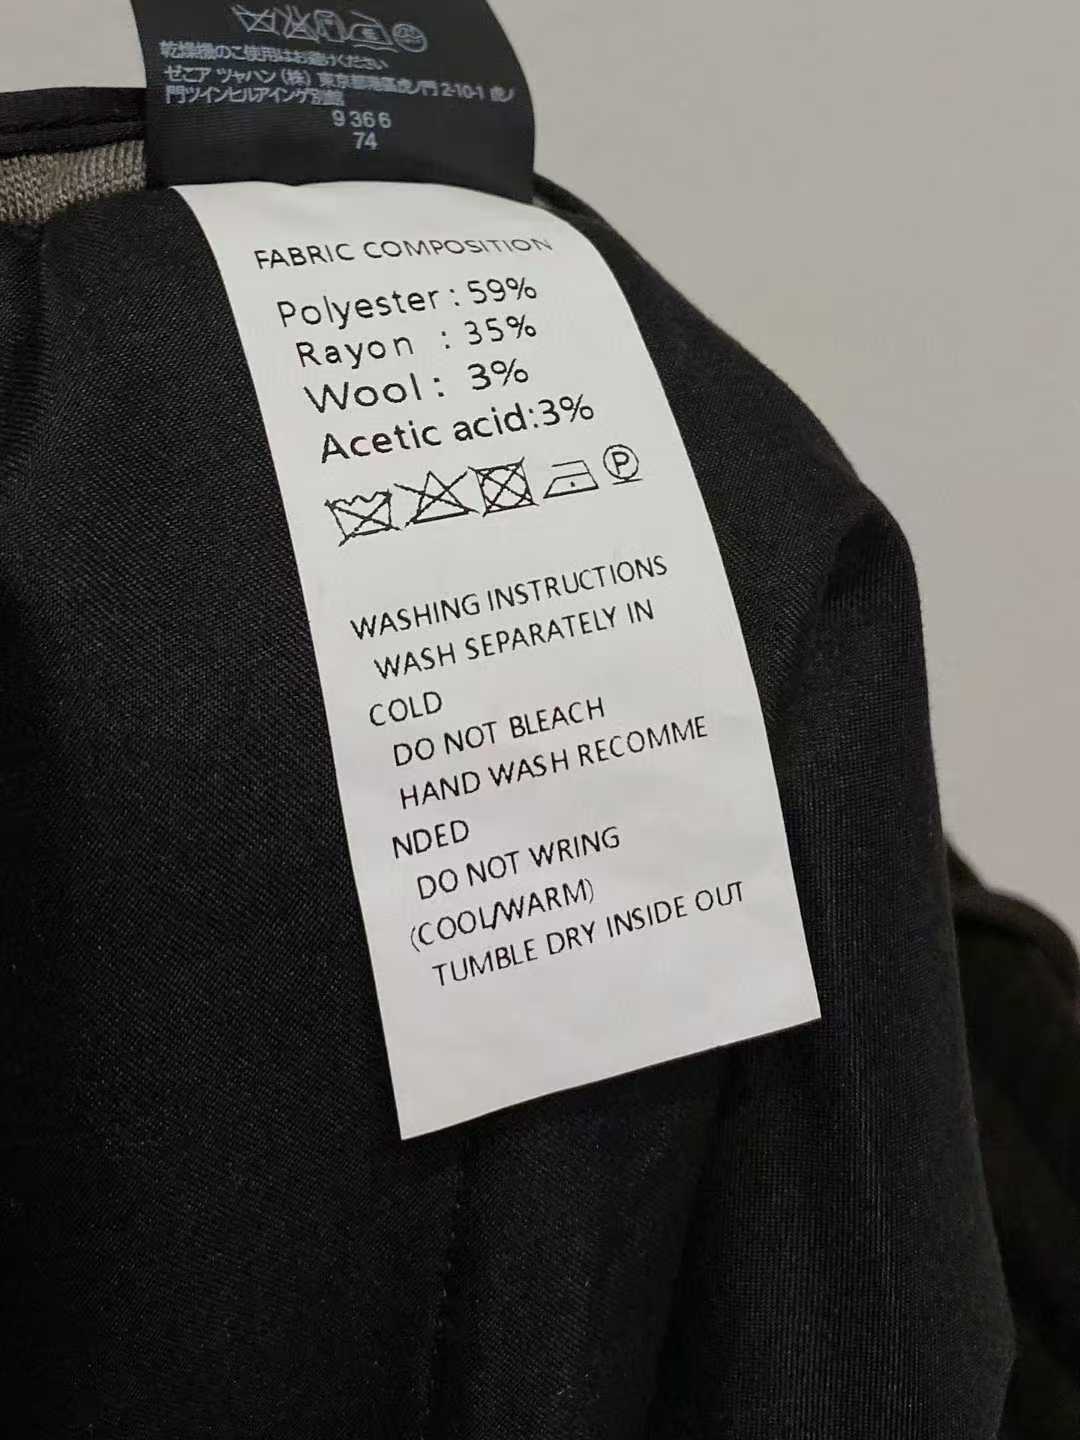 乾燥機のご使用はお避けください
ゼニア ジャパン (株) 東京都港区虎ノ門 2-10-1 虎ノ
門ツインビルディング別館
9 36 6
74
FABRIC COMPOSITION
Polyester : 59%
Rayon : 35%
Wool : 3%
Acetic acid:3%
P
WASHING INSTRUCTIONS
WASH SEPARATELY IN
COLD
DO NOT BLEACH
HAND WASH RECOMME
NDED
DO NOT WRING
(COOL/WARM)
TUMBLE DRY INSIDE OUT